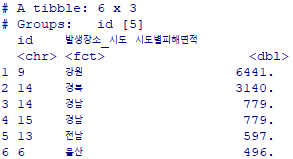 # A tibble: 6 x 3
# Groups:   id [5]
  id    발생장소_시도 시도별피해면적
  <chr> <fct>                  <dbl>
1 9     강원                   6441.
2 14    경북                   3140.
3 14    경남                    779.
4 15    경남                    779.
5 13    전남                    597.
6 6     울산                    496.